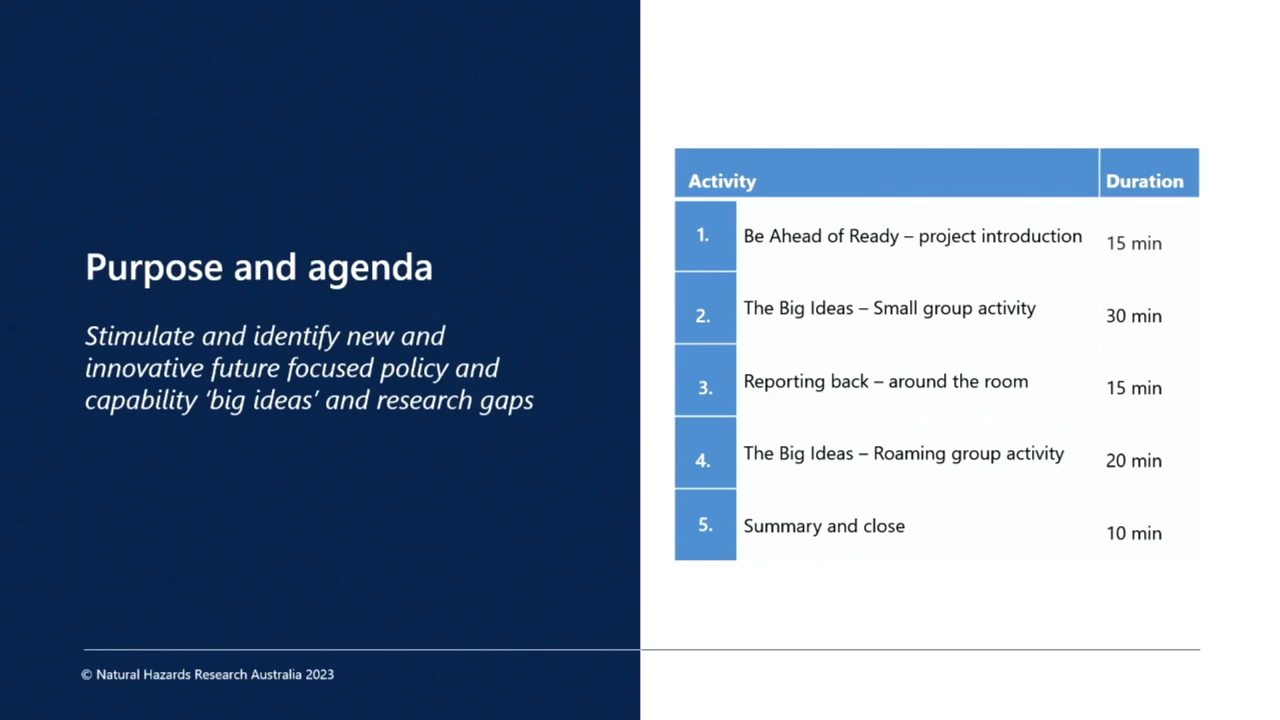 Purpose and agenda
Stimulate and identify new and
innovative future focused policy and
capability ‘big ideas’ and research gaps
Activity Duration
1. Be Ahead of Ready – project introduction 15 min
2. The Big Ideas – Small group activity 30 min
3. Reporting back – around the room 15 min
4. The Big Ideas – Roaming group activity 20 min
5. Summary and close 10 min
© Natural Hazards Research Australia 2023